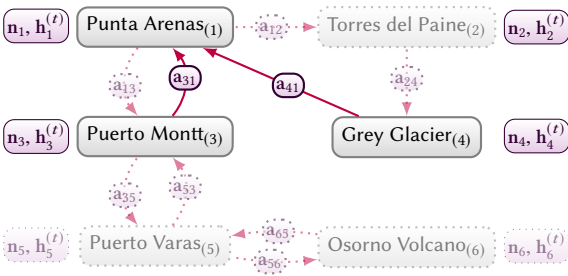 n₁, h₁⁽ᵗ⁾ Punta Arenas₍₁₎ a₁₂ Torres del Paine₍₂₎ n₂, h₂⁽ᵗ⁾
a₁₃ a₃₁ a₄₁ a₂₄
n₃, h₃⁽ᵗ⁾ Puerto Montt₍₃₎ Grey Glacier₍₄₎ n₄, h₄⁽ᵗ⁾
a₃₅ a₅₃
n₅, h₅⁽ᵗ⁾ Puerto Varas₍₅₎ a₆₅ a₅₆ Osorno Volcano₍₆₎ n₆, h₆⁽ᵗ⁾